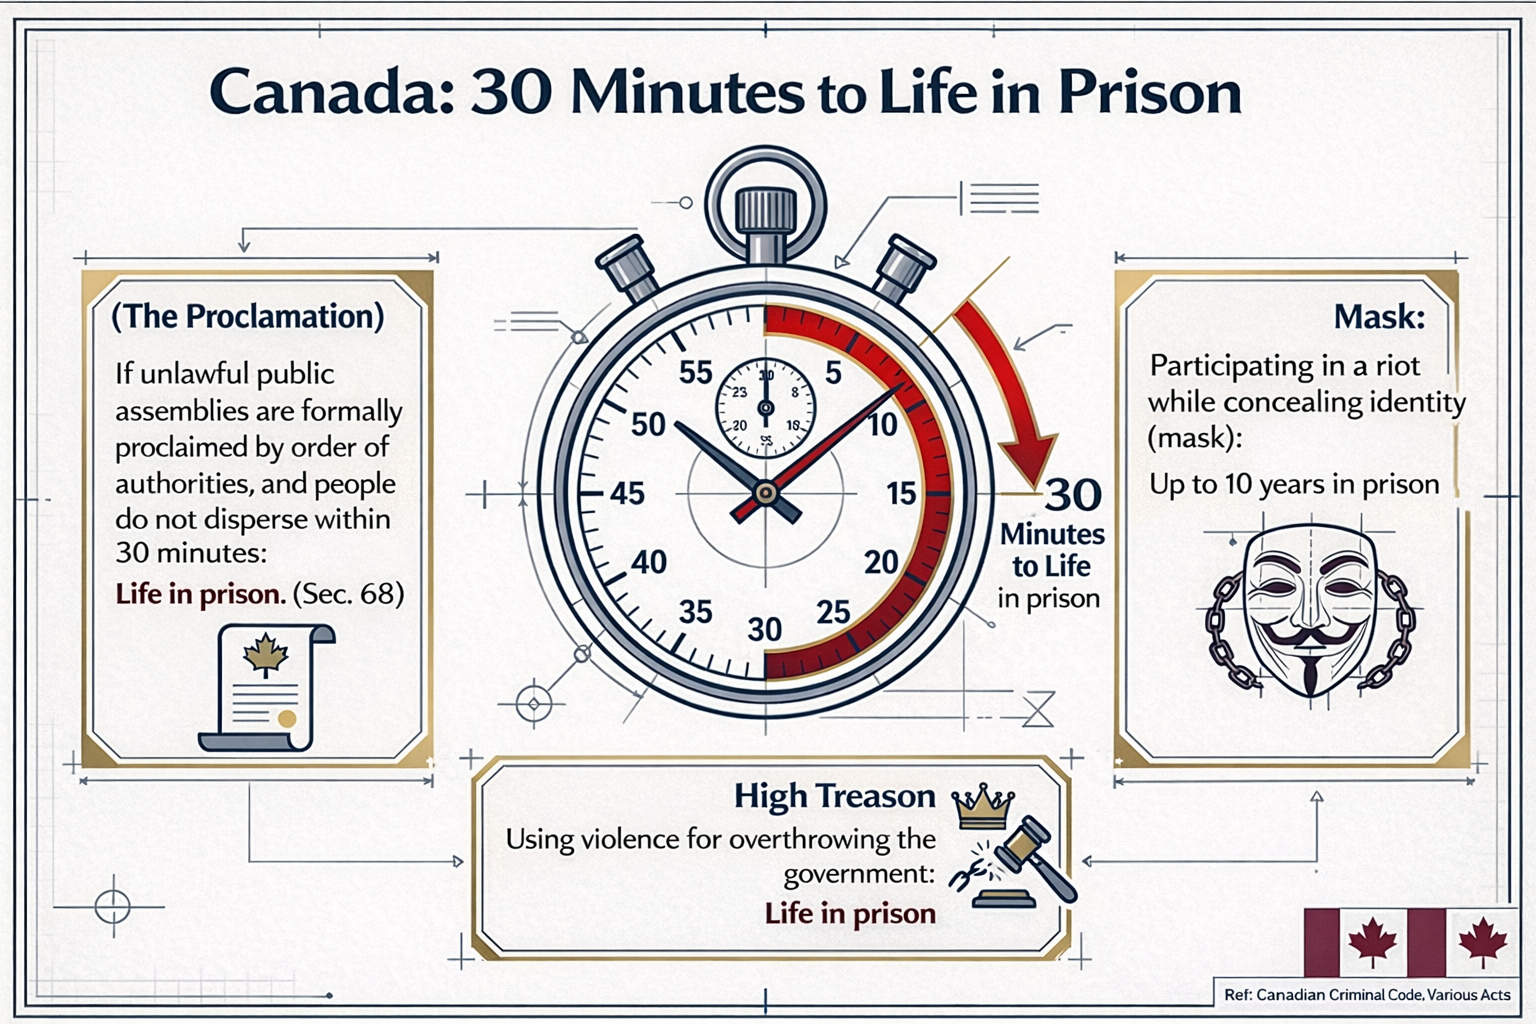 Canada: 30 Minutes to Life in Prison
(The Proclamation)
If unlawful public
assemblies are formally
proclaimed by order of
authorities, and people
do not disperse within
30 minutes:
Life in prison. (Sec. 68)
55
5
50
10
45
15
40
20
35
25
30
23
8
20
30
Minutes
to Life
in prison
Mask:
Participating in a riot
while concealing identity
(mask):
Up to 10 years in prison
High Treason
Using violence for overthrowing the
government:
Life in prison
Ref: Canadian Criminal Code, Various Acts